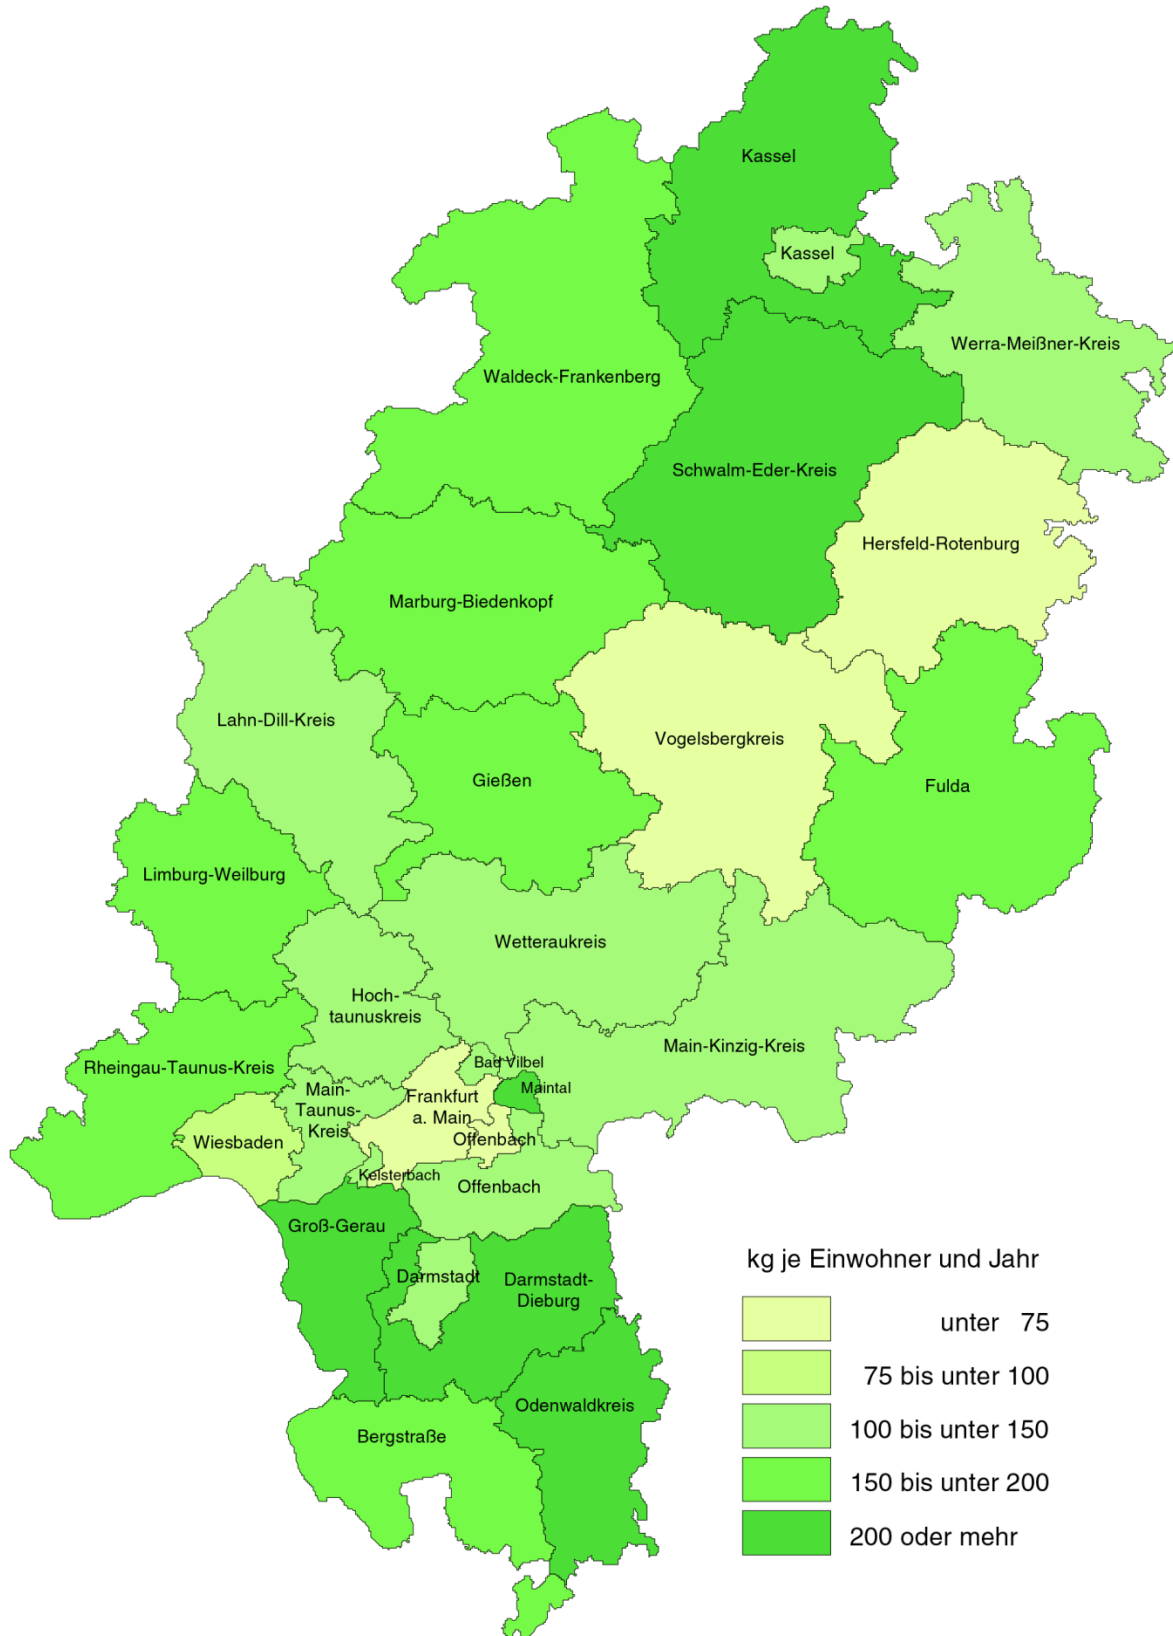 Kassel
Kassel
Werra-Meißner-Kreis
Waldeck-Frankenberg
Schwalm-Eder-Kreis
Hersfeld-Rotenburg
Marburg-Biedenkopf
Lahn-Dill-Kreis
Vogelsbergkreis
Gießen
Fulda
Limburg-Weilburg
Wetteraukreis
Hoch-
taunuskreis
Main-Kinzig-Kreis
Bad Vilbel
Rheingau-Taunus-Kreis
Maintal
Main-
Taunus-
Kreis
Frankfurt
a. Main
Wiesbaden
Offenbach
Kelsterbach
Offenbach
Groß-Gerau
Darmstadt
Darmstadt-
Dieburg
Odenwaldkreis
Bergstraße
kg je Einwohner und Jahr
unter 75
75 bis unter 100
100 bis unter 150
150 bis unter 200
200 oder mehr